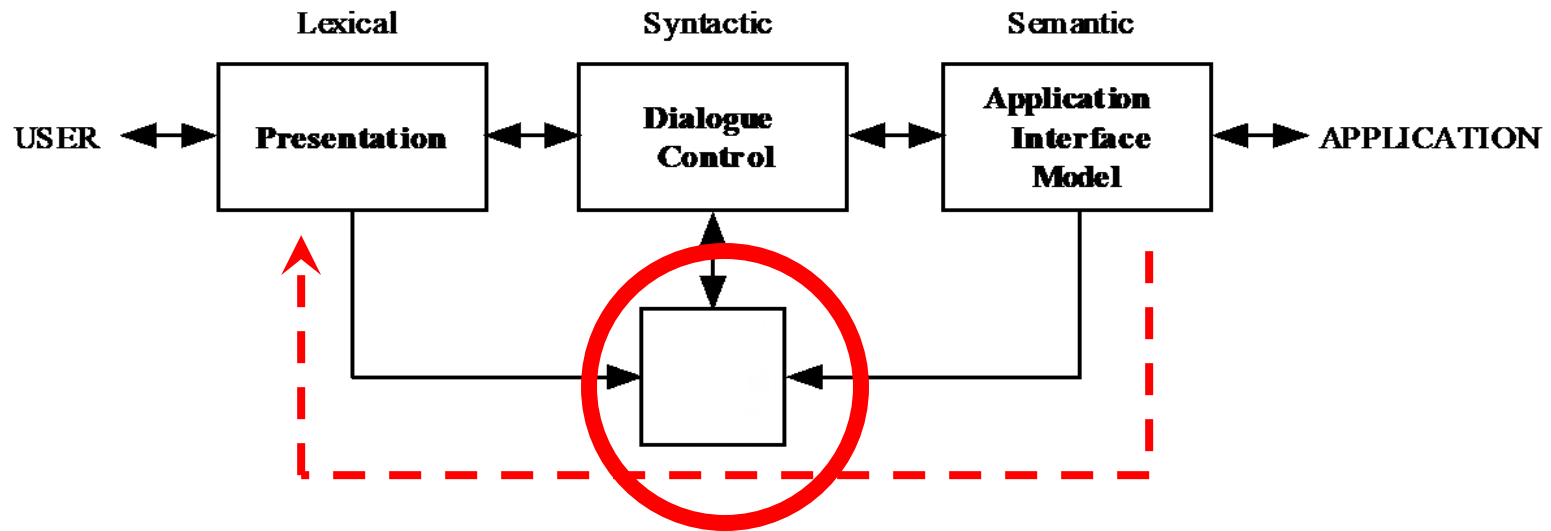 Lexical
Syntactic
Semantic
USER
Presentation
Dialogue
Control
Application
Interface
Model
APPLICATION